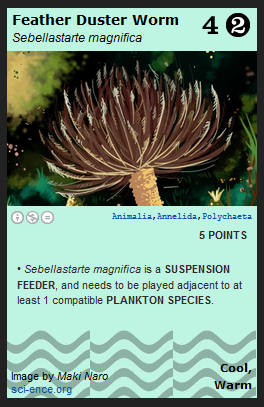 Feather Duster Worm 4 2
Sebellastarte magnifica
Animalia,Annelida,Polychaeta
5 POINTS
• Sebellastarte magnifica is a SUSPENSION
FEEDER, and needs to be played adjacent to at
least 1 compatible PLANKTON SPECIES.
Cool,
Image by Maki Naro Warm
sci-ence.org